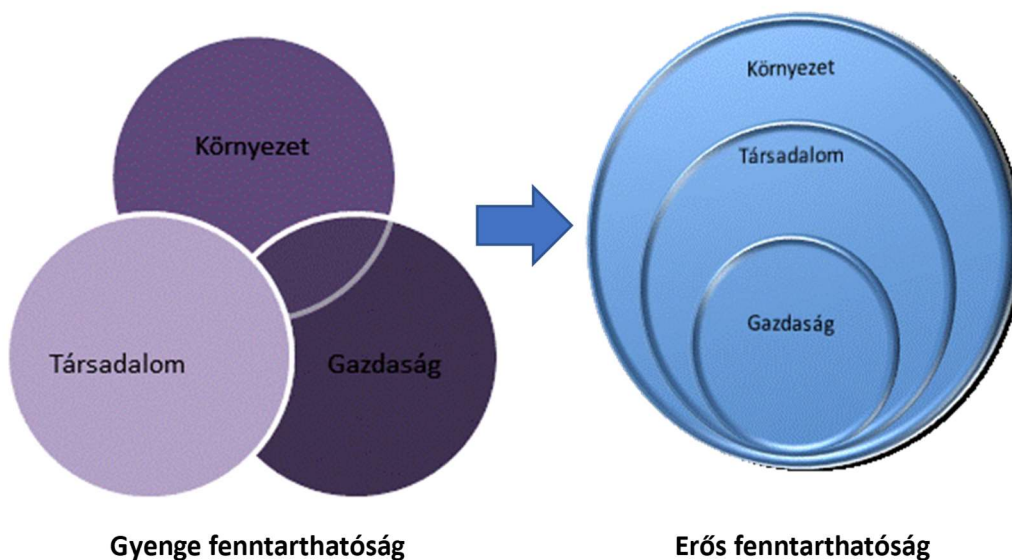 Környezet
Társadalom
Gazdaság
Környezet
Társadalom
Gazdaság
Gyenge fenntarthatóság
Erős fenntarthatóság